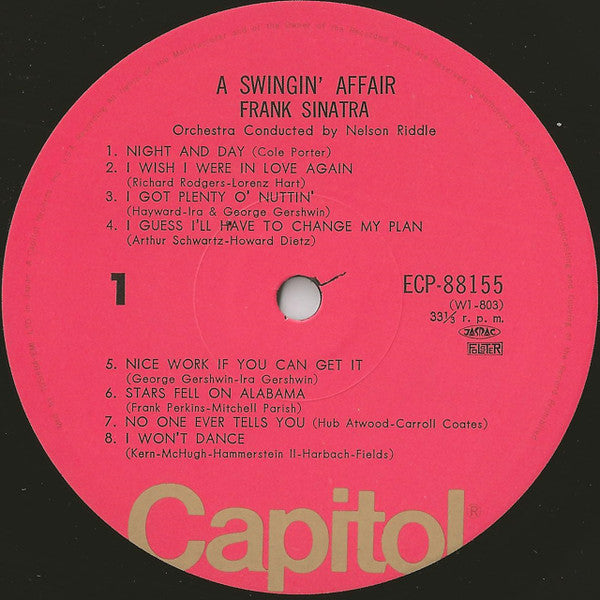 A SWINGIN' AFFAIR
FRANK SINATRA
Orchestra Conducted by Nelson Riddle
1. NIGHT AND DAY (Cole Porter)
2. I WISH I WERE IN LOVE AGAIN
(Richard Rodgers-Lorenz Hart)
3. I GOT PLENTY O' NUTTIN'
(Hayward-Ira & George Gershwin)
4. I GUESS I'LL HAVE TO CHANGE MY PLAN
(Arthur Schwartz-Howard Dietz)
1
ECP-88155
(W1-803)
33⅓ r. p. m.
JASRAC
5. NICE WORK IF YOU CAN GET IT
(George Gershwin-Ira Gershwin)
6. STARS FELL ON ALABAMA
(Frank Perkins-Mitchell Parish)
7. NO ONE EVER TELLS YOU (Hub Atwood-Carroll Coates)
8. I WON'T DANCE
(Kern-McHugh-Hammerstein II-Harbach-Fields)
Capitol®